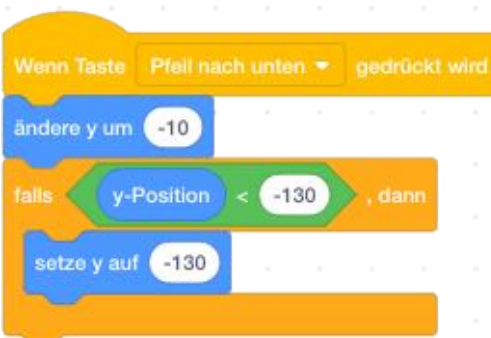 Wenn Taste Pfeil nach unten gedrückt wird
ändere y um -10
falls y-Position < -130 , dann
setze y auf -130